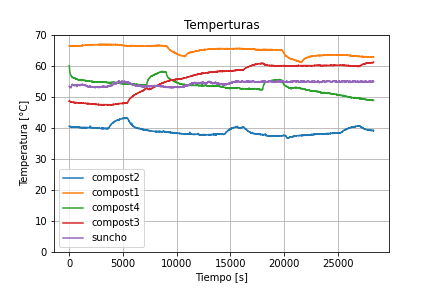 Temperturas
Temperatura [°C]
70
60
50
40
30
20
10
0
compost2
compost1
compost4
compost3
suncho
0 5000 10000 15000 20000 25000
Tiempo [s]